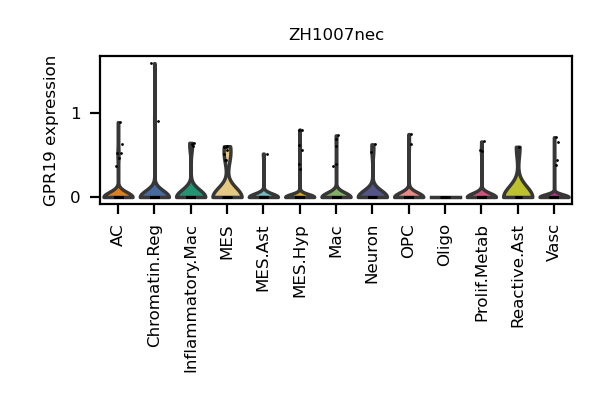 ZH1007nec
GPR19 expression
1
0
AC
Chromatin.Reg
Inflammatory.Mac
MES
MES.Ast
MES.Hyp
Mac
Neuron
OPC
Oligo
Prolif.Metab
Reactive.Ast
Vasc